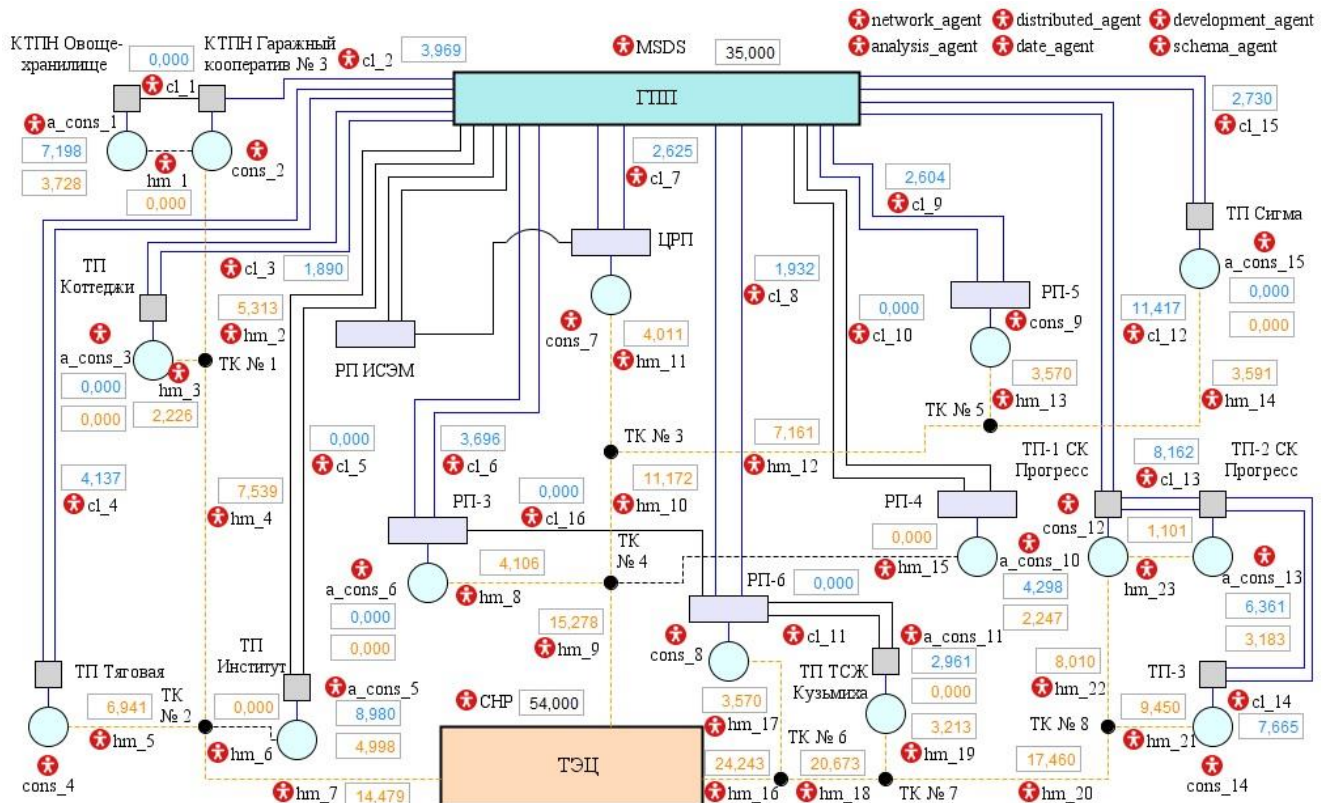 network_agent distributed_agent development_agent
analysis_agent date_agent schema_agent
КТПН Овоще-
хранилище
0,000
cl_1
КТПН Гаражный
кооператив № 3
cl_2
3,969
MSDS
35,000
ГПП
a_cons_1
7,198
3,728
hm_1
0,000
cons_2
2,625
cl_7
2,604
cl_9
2,730
cl_15
ТП Сигма
a_cons_15
0,000
0,000
ТП
Коттеджи
cl_3
1,890
5,313
hm_2
a_cons_3
0,000
0,000
hm_3
2,226
ТК № 1
РП ИСЭМ
ЦРП
cons_7
4,011
hm_11
1,932
cl_8
0,000
cl_10
РП-5
cons_9
11,417
cl_12
3,570
hm_13
3,591
hm_14
ТК № 5
4,137
cl_4
7,539
hm_4
0,000
cl_5
3,696
cl_6
ТК № 3
7,161
hm_12
11,172
hm_10
РП-3
0,000
cl_16
ТК
№ 4
РП-4
0,000
hm_15
a_cons_10
4,298
2,247
ТП-1 СК
Прогресс
8,162
cl_13
ТП-2 СК
Прогресс
cons_12
1,101
hm_23
a_cons_13
6,361
3,183
a_cons_6
0,000
0,000
4,106
hm_8
15,278
hm_9
РП-6
0,000
cl_11
cons_8
a_cons_11
2,961
0,000
3,213
hm_19
ТП ТСЖ
Кузьмиха
3,570
hm_17
ТП Тяговая
6,941
hm_5
cons_4
ТК
№ 2
ТП
Институт
0,000
hm_6
a_cons_5
8,980
4,998
hm_7
14,479
CHP
54,000
ТЭЦ
24,243
hm_16
ТК № 6
20,673
hm_18
ТК № 7
8,010
hm_22
ТК № 8
17,460
hm_20
ТП-3
9,450
hm_21
cl_14
7,665
cons_14